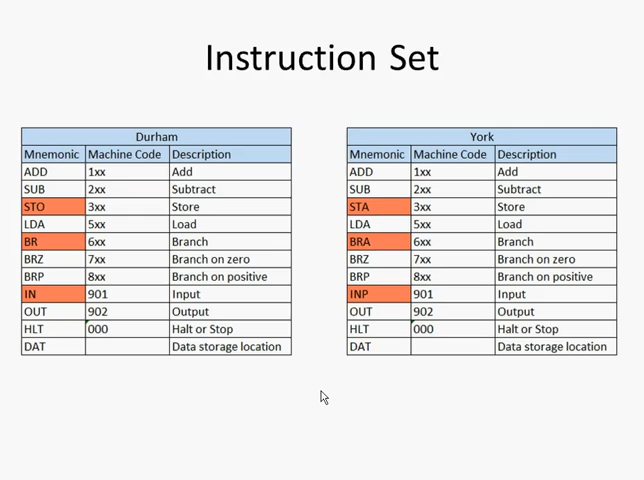 Instruction Set
Durham
Mnemonic Machine Code Description
ADD 1xx Add
SUB 2xx Subtract
STO 3xx Store
LDA 5xx Load
BR 6xx Branch
BRZ 7xx Branch on zero
BRP 8xx Branch on positive
IN 901 Input
OUT 902 Output
HLT 000 Halt or Stop
DAT Data storage location
York
Mnemonic Machine Code Description
ADD 1xx Add
SUB 2xx Subtract
STA 3xx Store
LDA 5xx Load
BRA 6xx Branch
BRZ 7xx Branch on zero
BRP 8xx Branch on positive
INP 901 Input
OUT 902 Output
HLT 000 Halt or Stop
DAT Data storage location